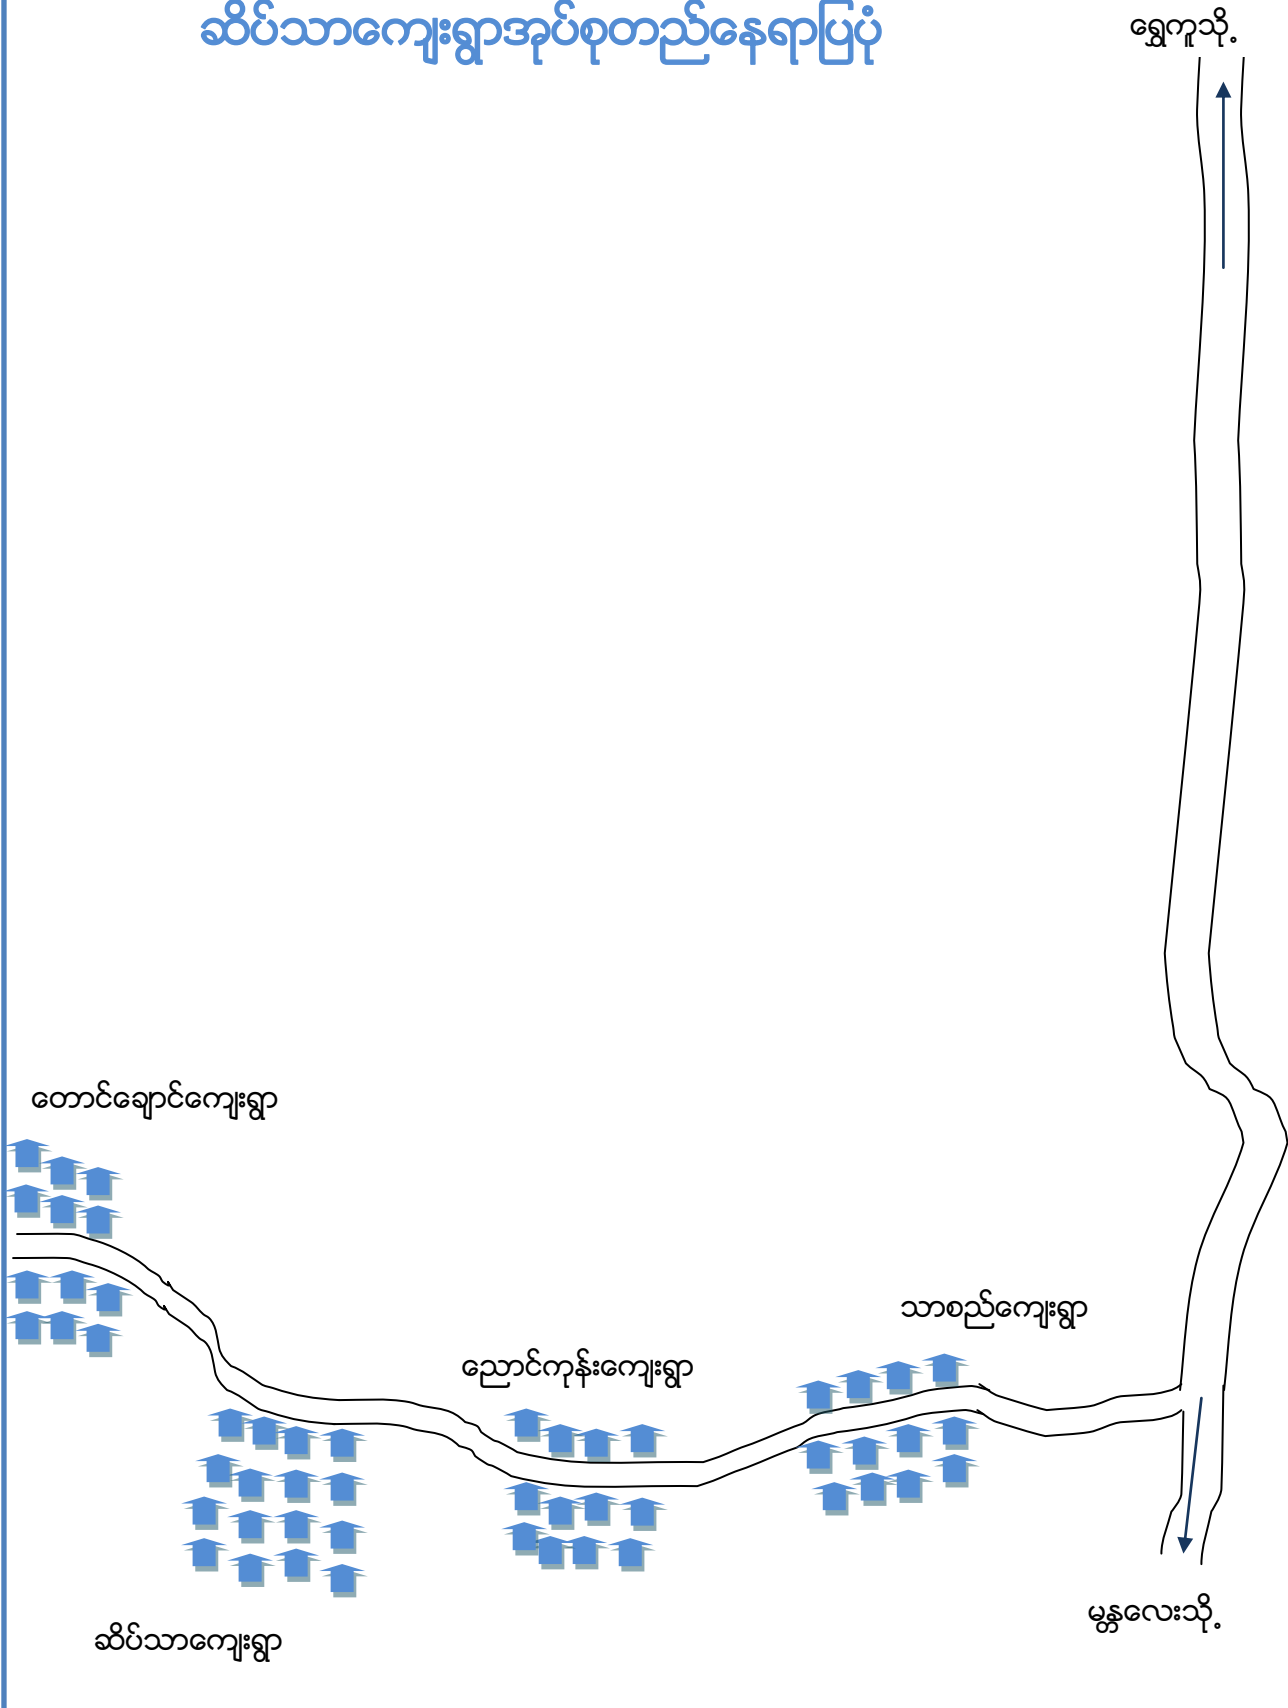 ဆိပ်သာကျေးရွာအုပ်စုတည်နေရာပြပုံ
ရွှေကူသို့
တောင်ချောင်ကျေးရွာ
သာစည်ကျေးရွာ
ညောင်ကုန်းကျေးရွာ
မန္တလေးသို့
ဆိပ်သာကျေးရွာ